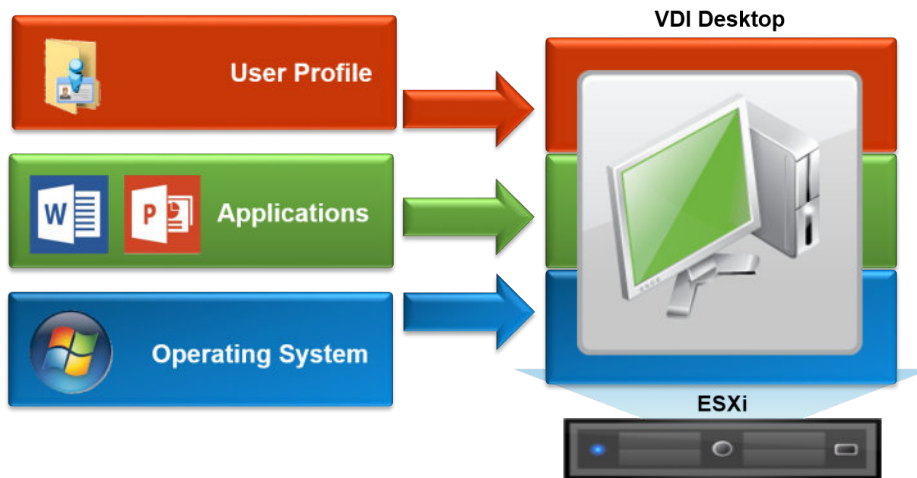 VDI Desktop
User Profile
W
P
Applications
Operating System
ESXi